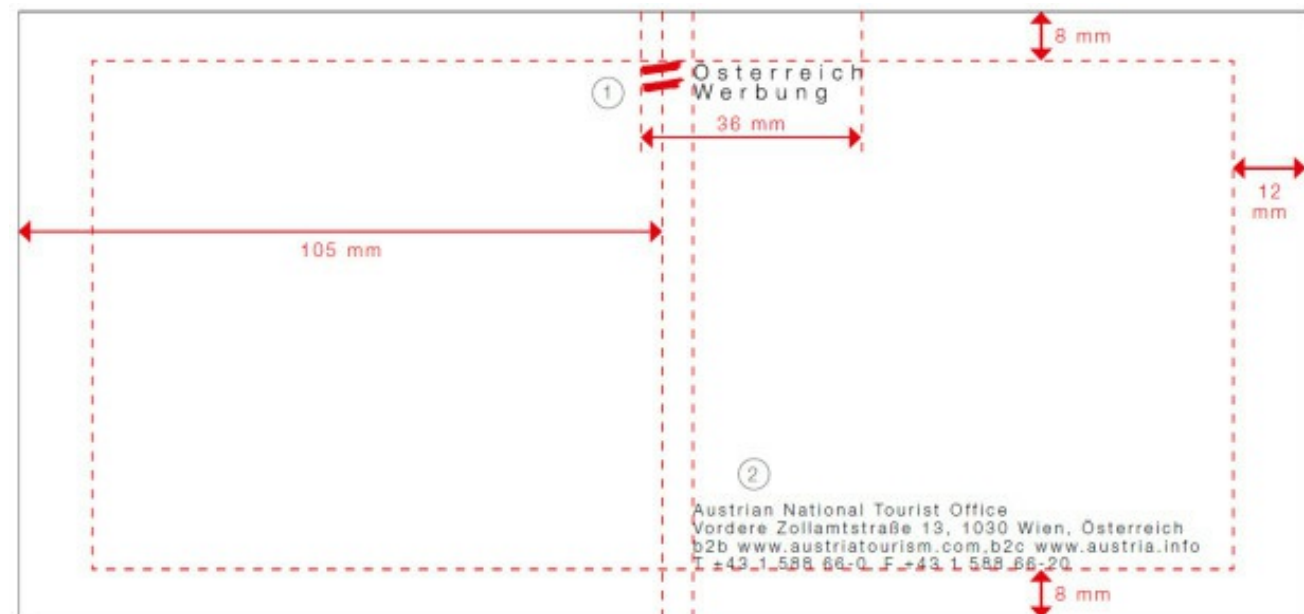 8 mm
1
Österreich
Werbung
36 mm
12
mm
105 mm
2
Austrian National Tourist Office
Vordere Zollamtstraße 13, 1030 Wien, Österreich
b2b www.austriatourism.com,b2c www.austria.info
T +43 1 588 66-0  F +43 1 588 66-20
8 mm